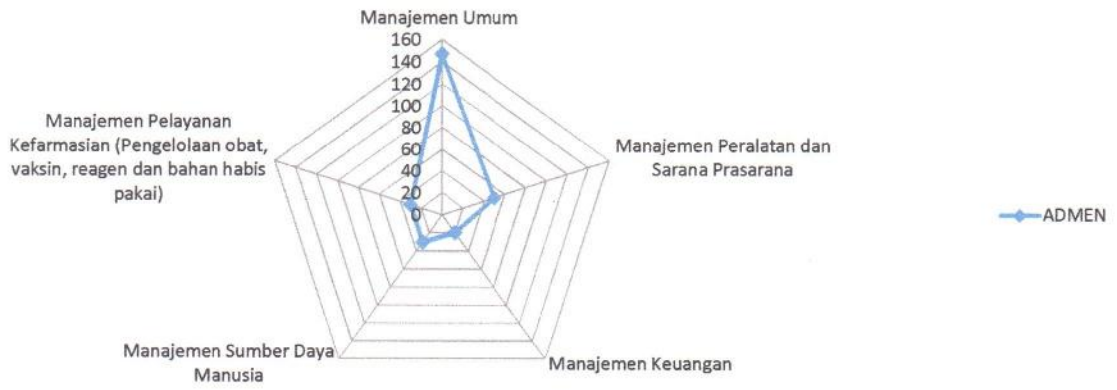 Manajemen Umum
160
140
120
100
80
60
40
20
0
Manajemen Pelayanan
Kefarmasian (Pengelolaan obat,
vaksin, reagen dan bahan habis
pakai)
Manajemen Peralatan dan
Sarana Prasarana
ADMEN
Manajemen Sumber Daya
Manusia
Manajemen Keuangan